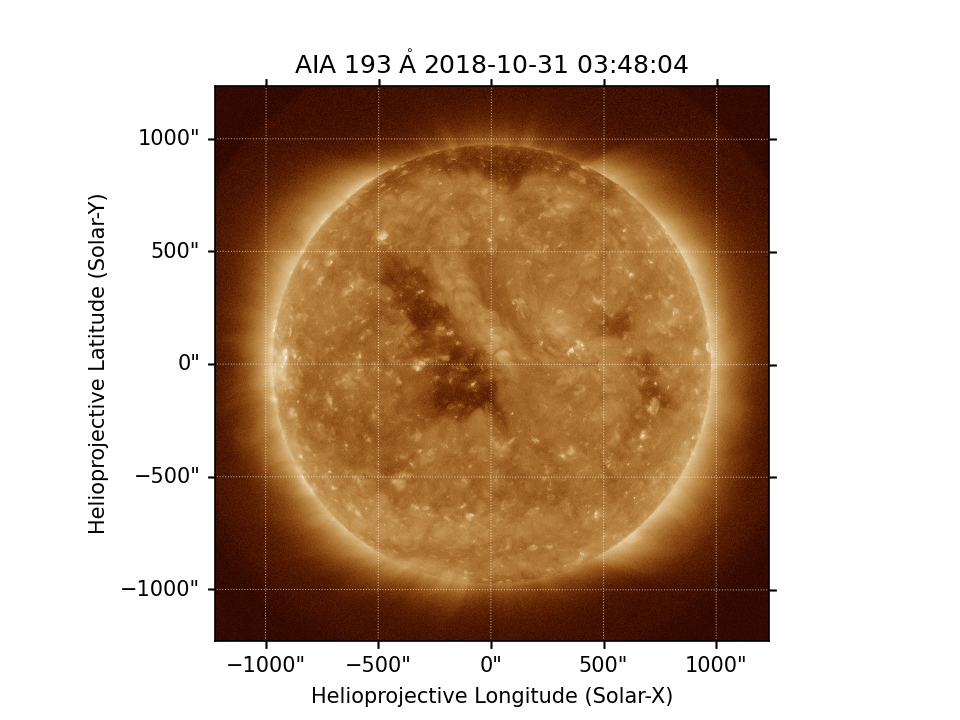 AIA 193 Å 2018-10-31 03:48:04
1000"
500"
0"
−500"
−1000"
Helioprojective Latitude (Solar-Y)
−1000" −500" 0" 500" 1000"
Helioprojective Longitude (Solar-X)